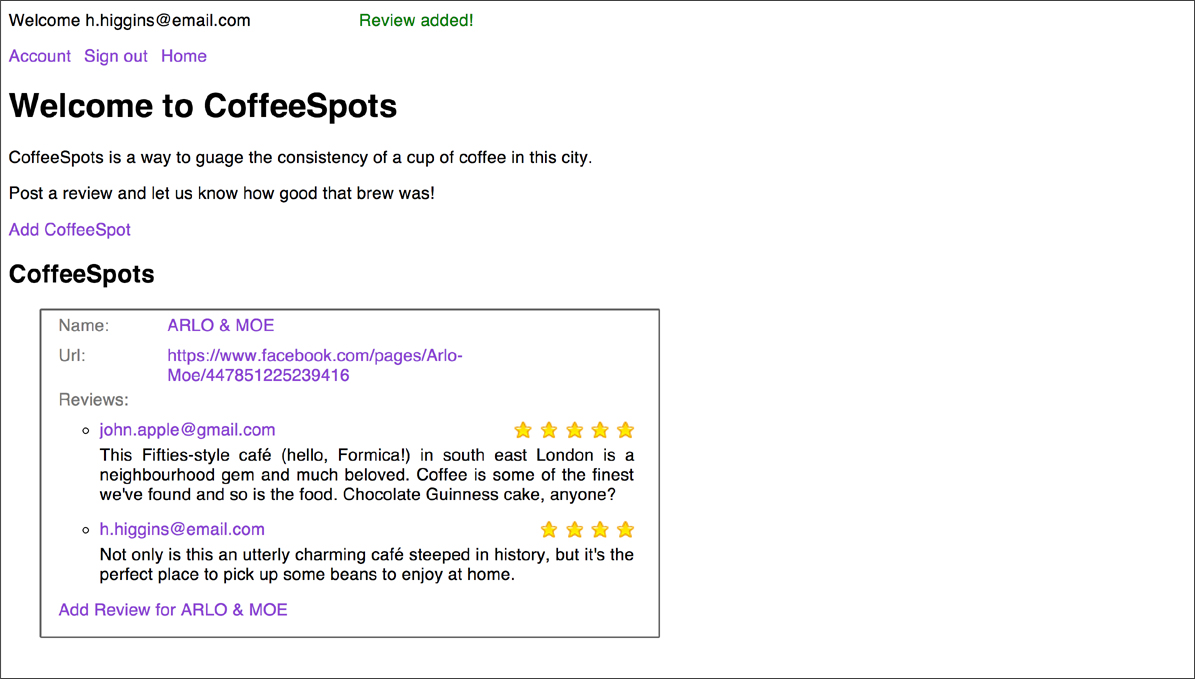 Welcome h.higgins@email.com Review added!
Account Sign out Home
Welcome to CoffeeSpots
CoffeeSpots is a way to guage the consistency of a cup of coffee in this city.
Post a review and let us know how good that brew was!
Add CoffeeSpot
CoffeeSpots
Name: ARLO & MOE
Url: https://www.facebook.com/pages/Arlo-
Moe/447851225239416
Reviews:
john.apple@gmail.com
This Fifties-style café (hello, Formica!) in south east London is a
neighbourhood gem and much beloved. Coffee is some of the finest
we've found and so is the food. Chocolate Guinness cake, anyone?
h.higgins@email.com
Not only is this an utterly charming café steeped in history, but it's the
perfect place to pick up some beans to enjoy at home.
Add Review for ARLO & MOE